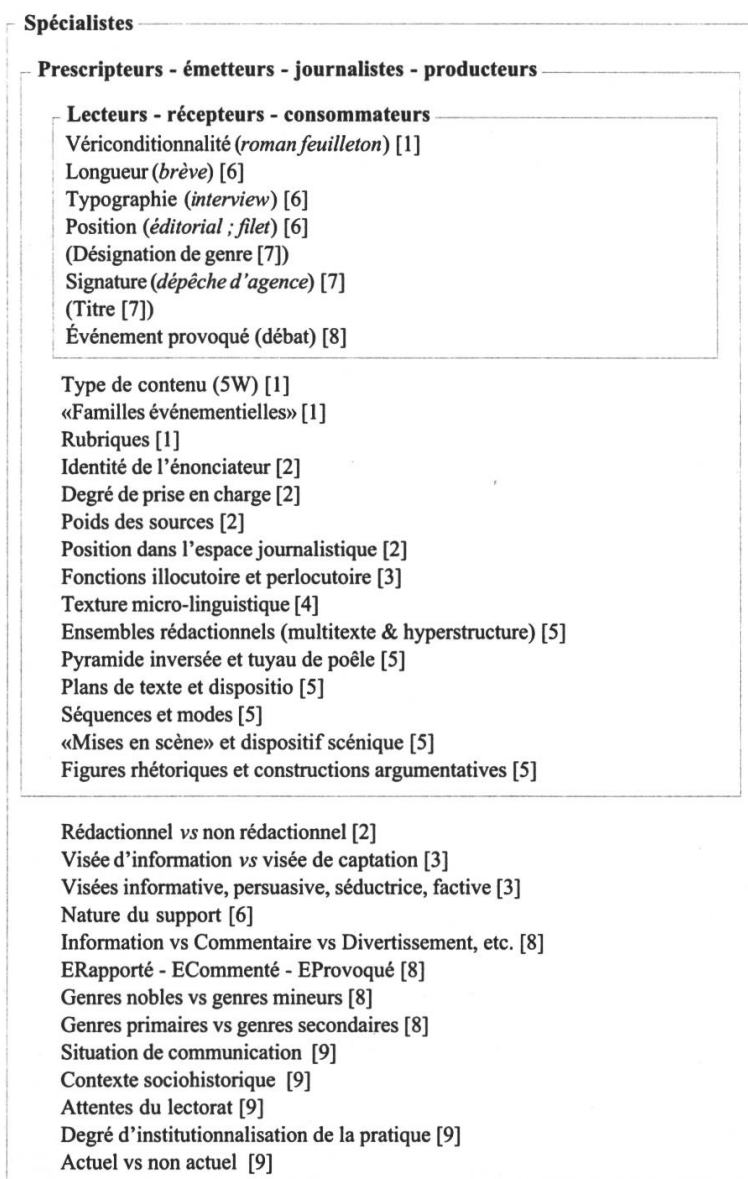 Spécialistes
Prescripteurs - émetteurs - journalistes - producteurs
Lecteurs - récepteurs - consommateurs
Vériconditionnalité (roman feuilleton) [1]
Longueur (brève) [6]
Typographie (interview) [6]
Position (éditorial ; filet) [6]
(Désignation de genre [7])
Signature (dépêche d'agence) [7]
(Titre [7])
Événement provoqué (débat) [8]
Type de contenu (5W) [1]
«Familles événementielles» [1]
Rubriques [1]
Identité de l'énonciateur [2]
Degré de prise en charge [2]
Poids des sources [2]
Position dans l'espace journalistique [2]
Fonctions illocutoire et perlocutoire [3]
Texture micro-linguistique [4]
Ensembles rédactionnels (multitexte & hyperstructure) [5]
Pyramide inversée et tuyau de poêle [5]
Plans de texte et dispositio [5]
Séquences et modes [5]
«Mises en scène» et dispositif scénique [5]
Figures rhétoriques et constructions argumentatives [5]
Rédactionnel vs non rédactionnel [2]
Visée d'information vs visée de captation [3]
Visées informative, persuasive, séductrice, factive [3]
Nature du support [6]
Information vs Commentaire vs Divertissement, etc. [8]
ERapporté - ECommenté - EProvoqué [8]
Genres nobles vs genres mineurs [8]
Genres primaires vs genres secondaires [8]
Situation de communication [9]
Contexte sociohistorique [9]
Attentes du lectorat [9]
Degré d'institutionnalisation de la pratique [9]
Actuel vs non actuel [9]